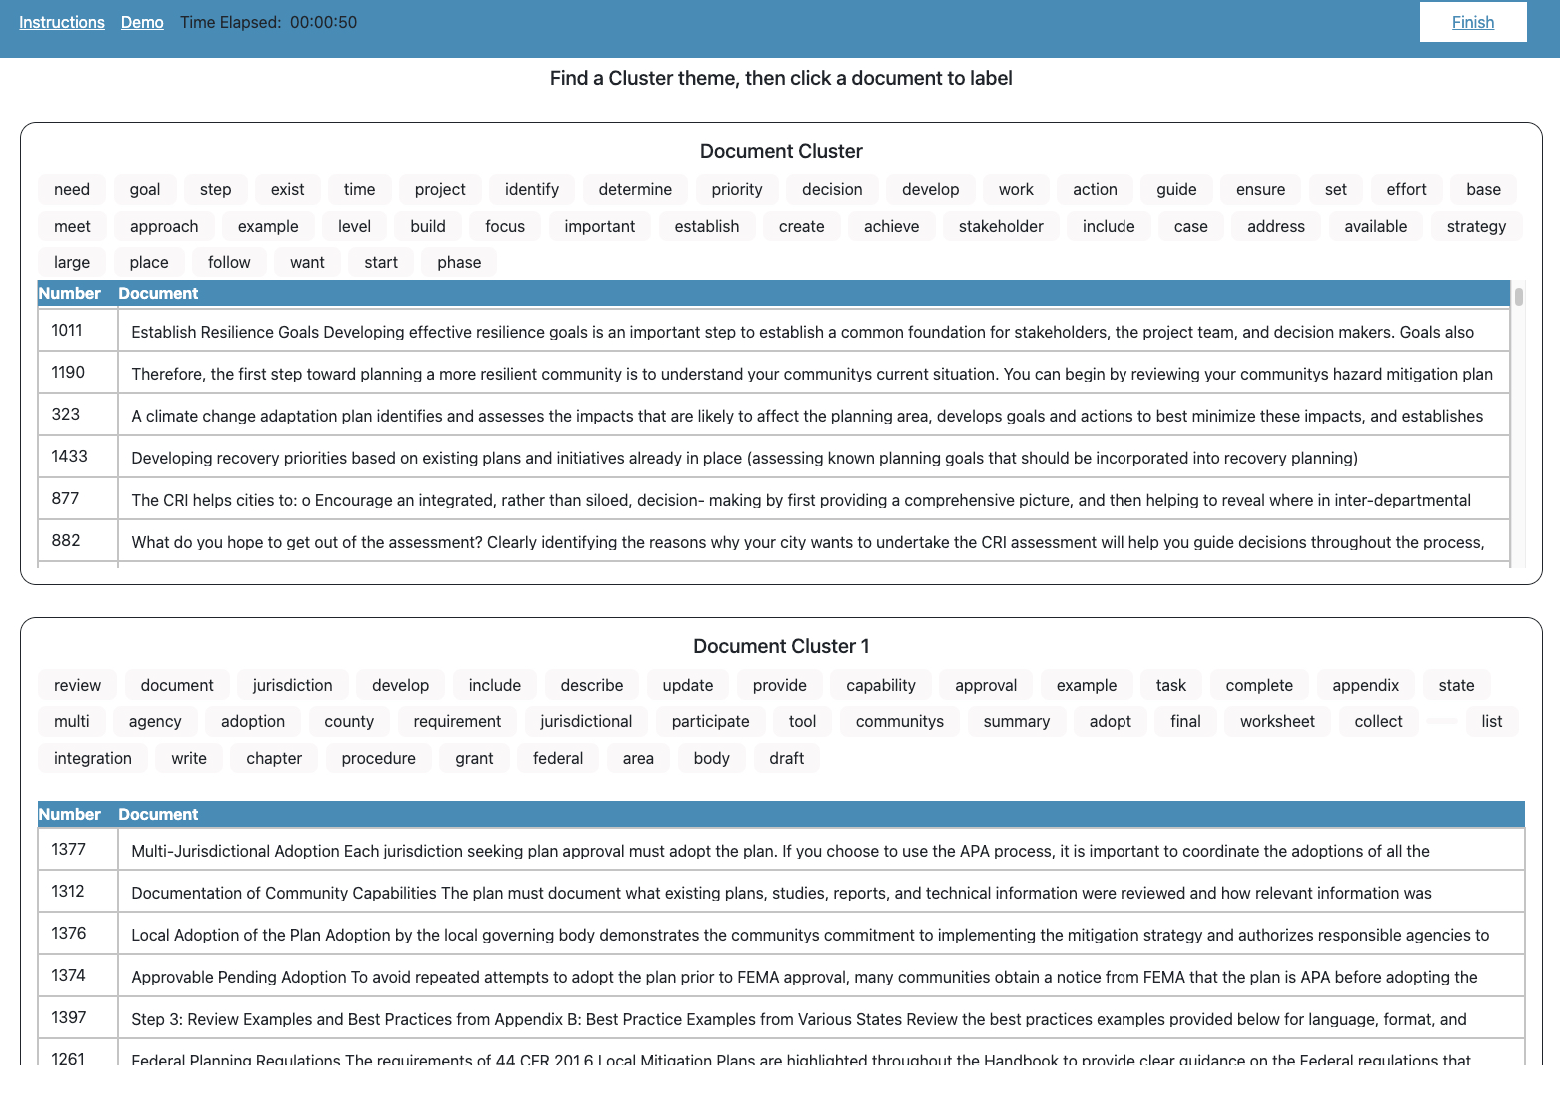 Instructions Demo Time Elapsed: 00:00:50 Finish
Find a Cluster theme, then click a document to label
Document Cluster
need goal step exist time project identify determine priority decision develop work action guide ensure set effort base
meet approach example level build focus important establish create achieve stakeholder include case address available strategy
large place follow want start phase
Number Document
1011 Establish Resilience Goals Developing effective resilience goals is an important step to establish a common foundation for stakeholders, the project team, and decision makers. Goals also
1190 Therefore, the first step toward planning a more resilient community is to understand your communitys current situation. You can begin by reviewing your communitys hazard mitigation plan
323 A climate change adaptation plan identifies and assesses the impacts that are likely to affect the planning area, develops goals and actions to best minimize these impacts, and establishes
1433 Developing recovery priorities based on existing plans and initiatives already in place (assessing known planning goals that should be incorporated into recovery planning)
877 The CRI helps cities to: o Encourage an integrated, rather than siloed, decision- making by first providing a comprehensive picture, and then helping to reveal where in inter-departmental
882 What do you hope to get out of the assessment? Clearly identifying the reasons why your city wants to undertake the CRI assessment will help you guide decisions throughout the process,
Document Cluster 1
review document jurisdiction develop include describe update provide capability approval example task complete appendix state
multi agency adoption county requirement jurisdictional participate tool communitys summary adopt final worksheet collect list
integration write chapter procedure grant federal area body draft
Number Document
1377 Multi-Jurisdictional Adoption Each jurisdiction seeking plan approval must adopt the plan. If you choose to use the APA process, it is important to coordinate the adoptions of all the
1312 Documentation of Community Capabilities The plan must document what existing plans, studies, reports, and technical information were reviewed and how relevant information was
1376 Local Adoption of the Plan Adoption by the local governing body demonstrates the communitys commitment to implementing the mitigation strategy and authorizes responsible agencies to
1374 Approvable Pending Adoption To avoid repeated attempts to adopt the plan prior to FEMA approval, many communities obtain a notice from FEMA that the plan is APA before adopting the
1397 Step 3: Review Examples and Best Practices from Appendix B: Best Practice Examples from Various States Review the best practices examples provided below for language, format, and
1261 Federal Planning Regulations The requirements of 44 CFR 201.6 Local Mitigation Plans are highlighted throughout the Handbook to provide clear guidance on the Federal regulations that